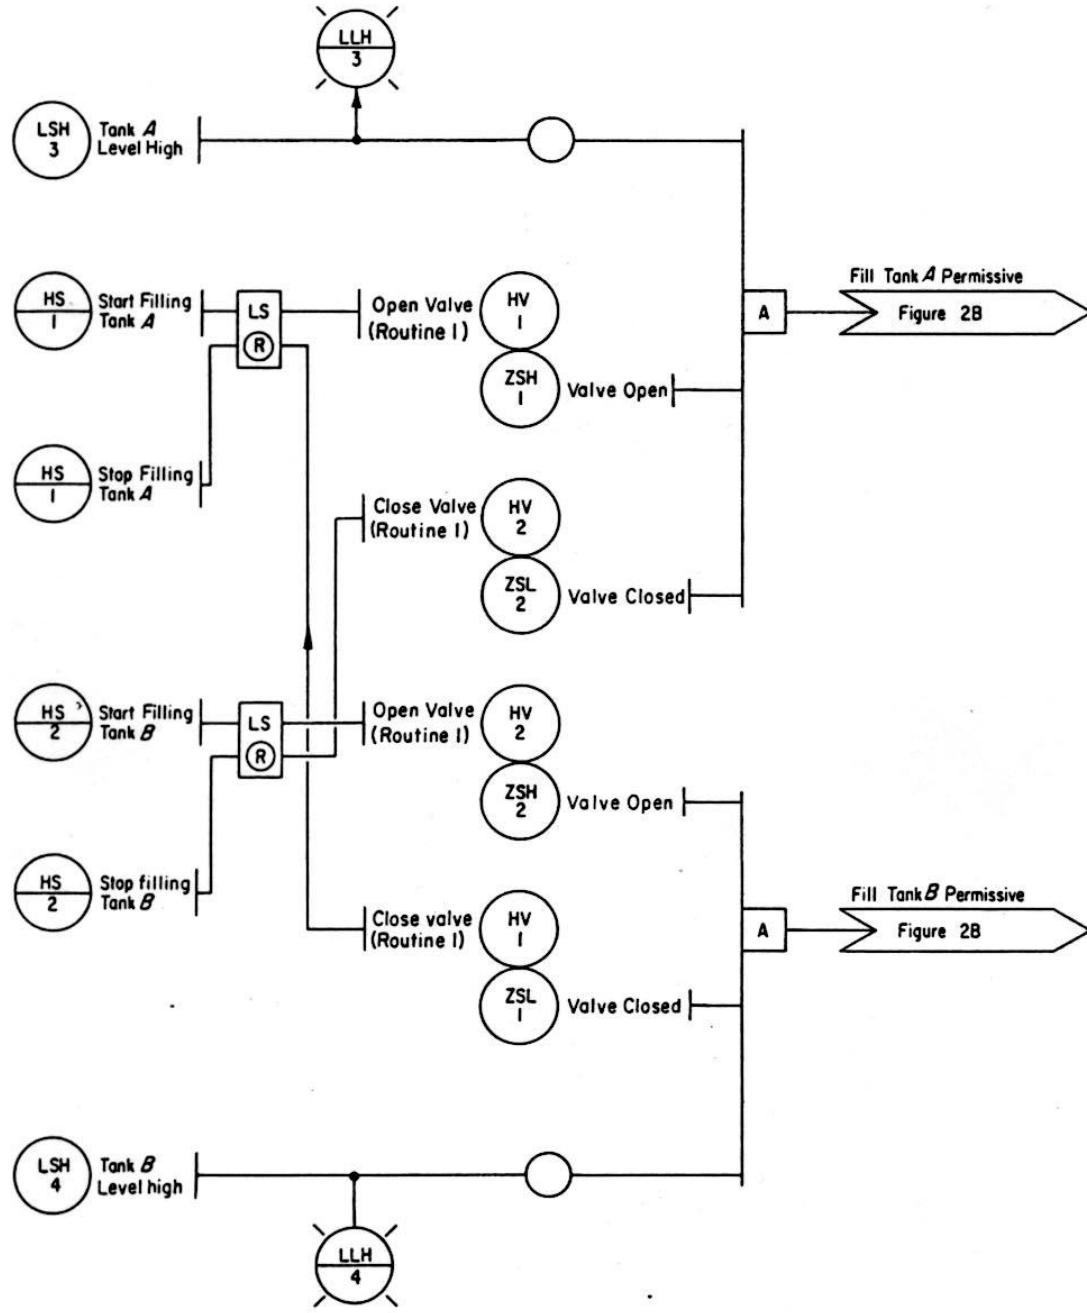 LLH
3
LSH
3
Tank A
Level High
HS
1
Start Filling
Tank A
LS
R
Open Valve
(Routine 1)
HV
1
ZSH
1
Valve Open
A
Fill Tank A Permissive
Figure 2B
HS
1
Stop Filling
Tank A
Close Valve
(Routine 1)
HV
2
ZSL
2
Valve Closed
HS
2
Start Filling
Tank B
LS
R
Open Valve
(Routine 1)
HV
2
ZSH
2
Valve Open
HS
2
Stop filling
Tank B
Close valve
(Routine 1)
HV
1
ZSL
1
Valve Closed
A
Fill Tank B Permissive
Figure 2B
LSH
4
Tank B
Level high
LLH
4